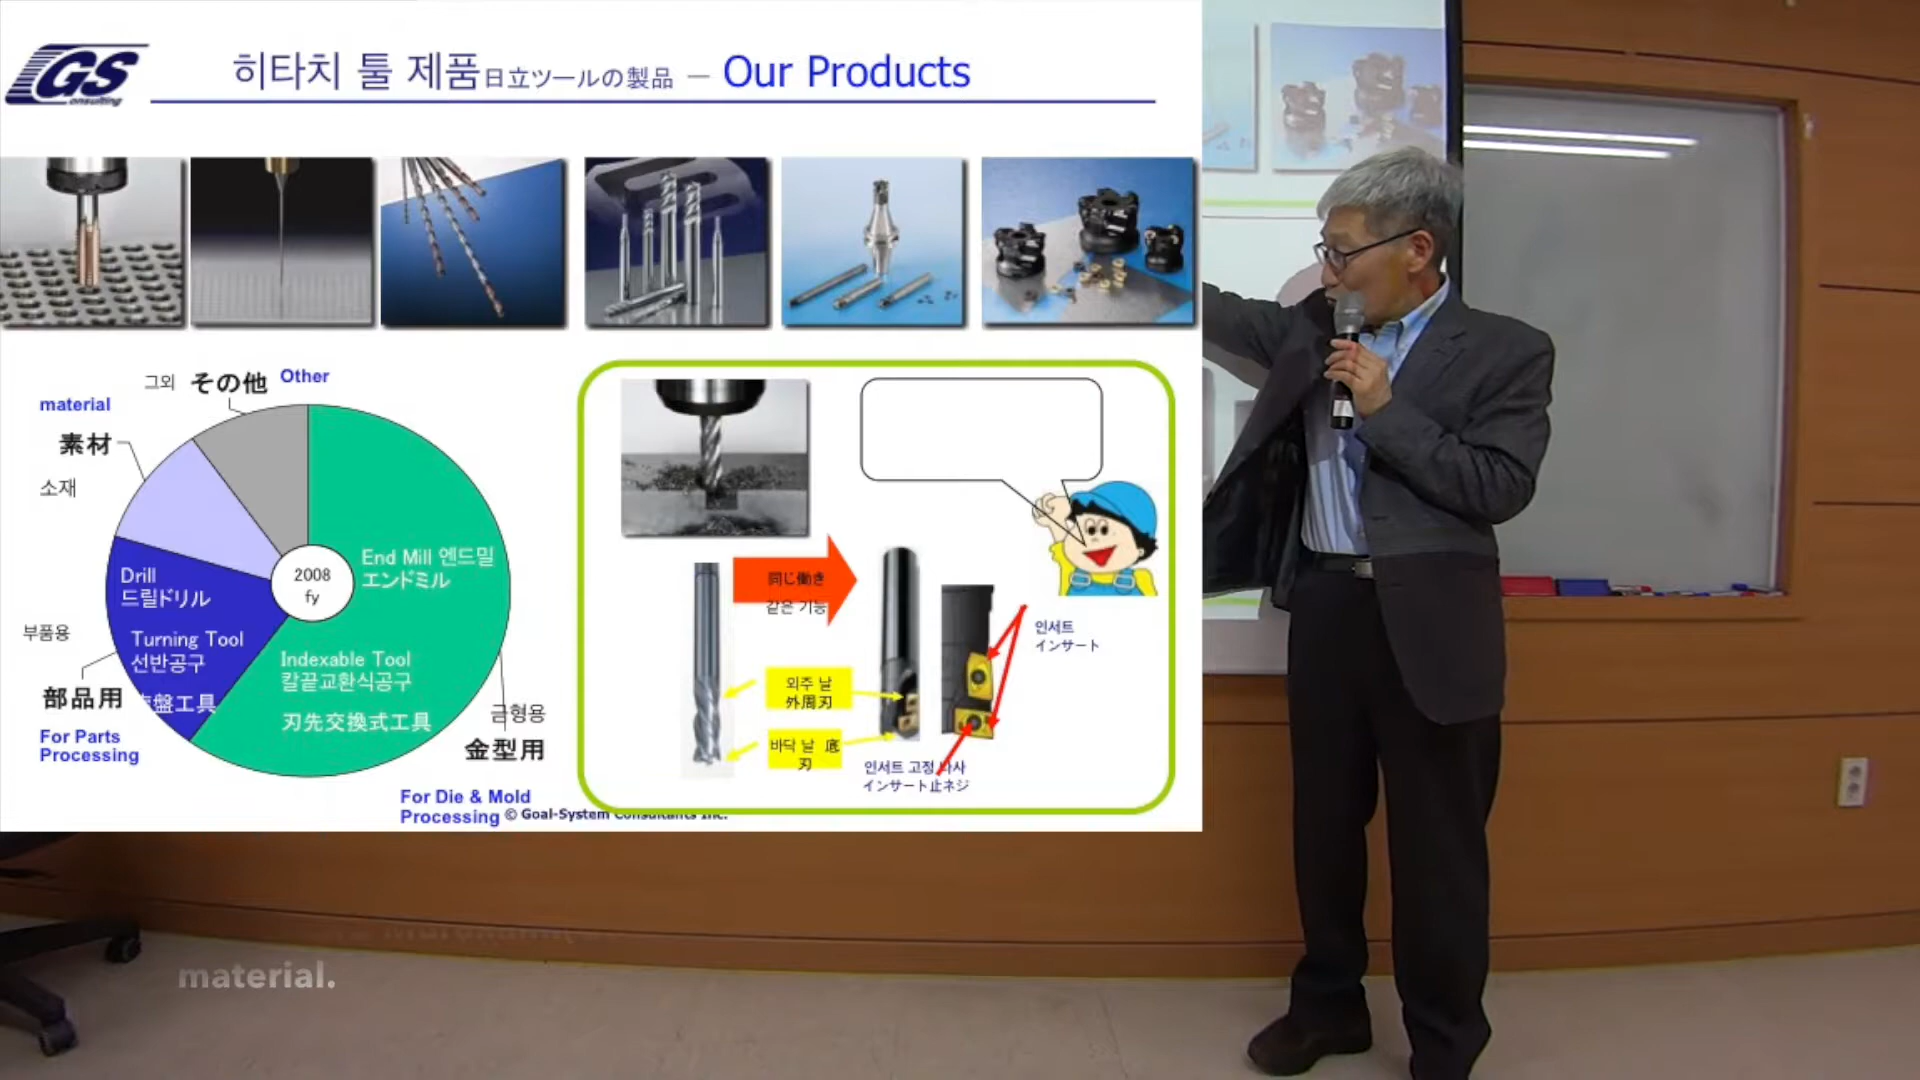 GS
onsulting
히타치 툴 제품日立ツールの製品 — Our Products
그외 その他 Other
material
素材
소재
2008
fy
End Mill 엔드밀
エンドミル
Drill
드릴ドリル
Turning Tool
선반공구
盤工具
Indexable Tool
칼끝교환식공구
刃先交換式工具
부품용
部品用
For Parts
Processing
금형용
金型用
For Die & Mold
Processing
© Goal-System Consultants Inc.
同じ働き
같은 기능
인서트
インサート
외주 날
外周刃
바닥 날 底
刃
인서트 고정 나사
インサート止ネジ
material.